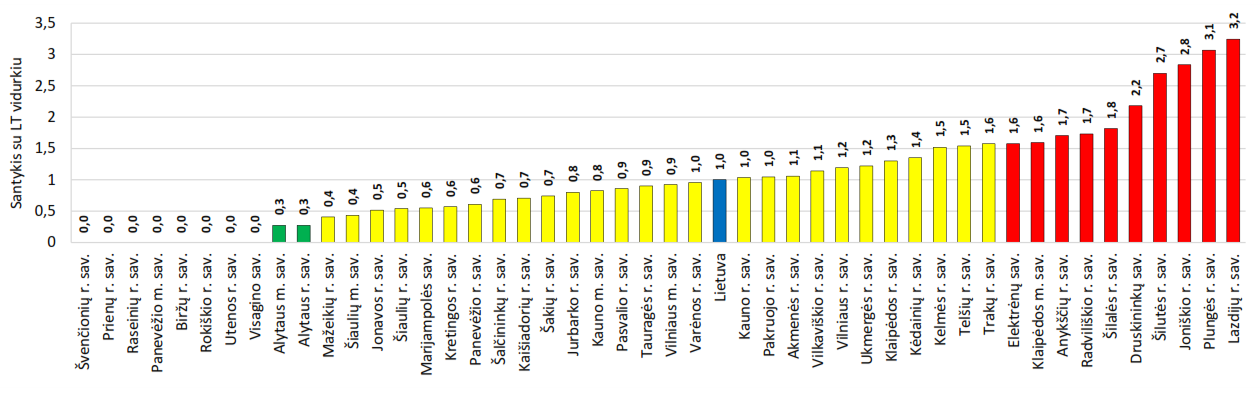 Santykis su LT vidurkiu
3,5
3
2,5
2
1,5
1
0,5
0
0,0
0,0
0,0
0,0
0,0
0,0
0,0
0,0
0,3
0,3
0,4
0,4
0,5
0,5
0,6
0,6
0,6
0,7
0,7
0,7
0,8
0,8
0,9
0,9
0,9
1,0
1,0
1,0
1,0
1,1
1,1
1,2
1,2
1,3
1,4
1,5
1,5
1,6
1,6
1,6
1,7
1,7
1,8
2,2
2,7
2,8
3,1
3,2
Švenčionių r. sav.
Prienų r. sav.
Raseinių r. sav.
Panevėžio m. sav.
Biržų r. sav.
Rokiškio r. sav.
Utenos r. sav.
Visagino sav.
Alytaus m. sav.
Alytaus r. sav.
Mažeikių r. sav.
Šiaulių m. sav.
Jonavos r. sav.
Šiaulių r. sav.
Marijampolės sav.
Kretingos r. sav.
Panevėžio r. sav.
Šalčininkų r. sav.
Kaišiadorių r. sav.
Šakių r. sav.
Jurbarko r. sav.
Kauno m. sav.
Pasvalio r. sav.
Tauragės r. sav.
Vilniaus m. sav.
Varėnos r. sav.
Lietuva
Kauno r. sav.
Pakruojo r. sav.
Akmenės r. sav.
Vilkaviškio r. sav.
Vilniaus r. sav.
Ukmergės r. sav.
Klaipėdos r. sav.
Kėdainių r. sav.
Kelmės r. sav.
Telšių r. sav.
Trakų r. sav.
Elektrėnų sav.
Klaipėdos m. sav.
Anykščių r. sav.
Radviliškio r. sav.
Šilalės r. sav.
Druskininkų sav.
Šilutės r. sav.
Joniškio r. sav.
Plungės r. sav.
Lazdijų r. sav.